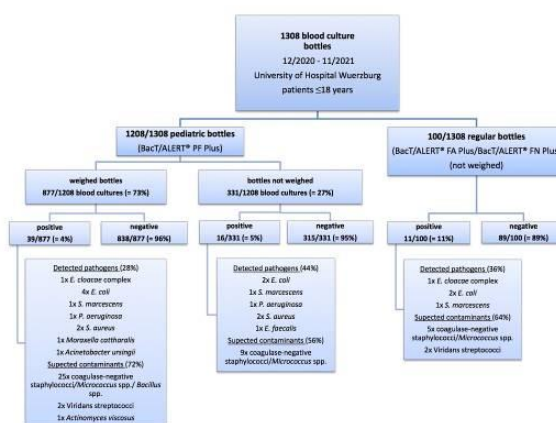 1308 blood culture
bottles
12/2020 - 11/2021
University of Hospital Wuerzburg
patients ≤18 years
1208/1308 pediatric bottles
(BacT/ALERT® PF Plus)
100/1308 regular bottles
(BacT/ALERT® FA Plus/BacT/ALERT® FN Plus)
(not weighed)
weighed bottles
877/1208 blood cultures (= 73%)
bottles not weighed
331/1208 blood cultures (= 27%)
positive
39/877 (= 4%)
negative
838/877 (= 96%)
positive
16/331 (= 5%)
negative
315/331 (= 95%)
positive
11/100 (= 11%)
negative
89/100 (= 89%)
Detected pathogens (28%)
1x E. cloacae complex
4x E. coli
1x S. marcescens
1x P. aeruginosa
2x S. aureus
1x Moraxella cattharalis
1x Acinetobacter ursingii
Supected contaminants (72%)
25x coagulase-negative
staphylococci/Micrococcus spp./ Bacillus
spp.
2x Viridans streptococci
1x Actinomyces viscosus
Detected pathogens (44%)
2x E. coli
1x S. marcescens
1x P. aeruginosa
2x S. aureus
1x E. faecalis
Supected contaminants (56%)
9x coagulase-negative
staphylococci/Micrococcus spp.
Detected pathogens (36%)
1x E. cloacae complex
2x E. coli
1x S. marcescens
Supected contaminants (64%)
5x coagulase-negative
staphylococci/Micrococcus spp.
2x Viridans streptococci